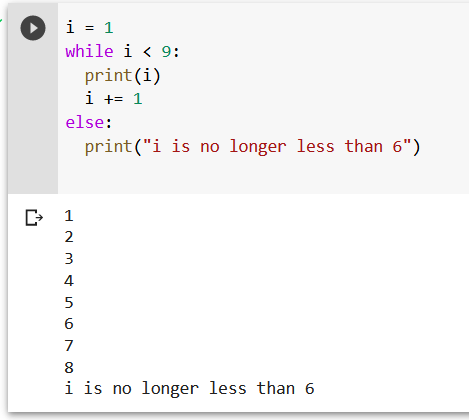 i = 1
while i < 9:
  print(i)
  i += 1
else:
  print("i is no longer less than 6")
1
2
3
4
5
6
7
8
i is no longer less than 6